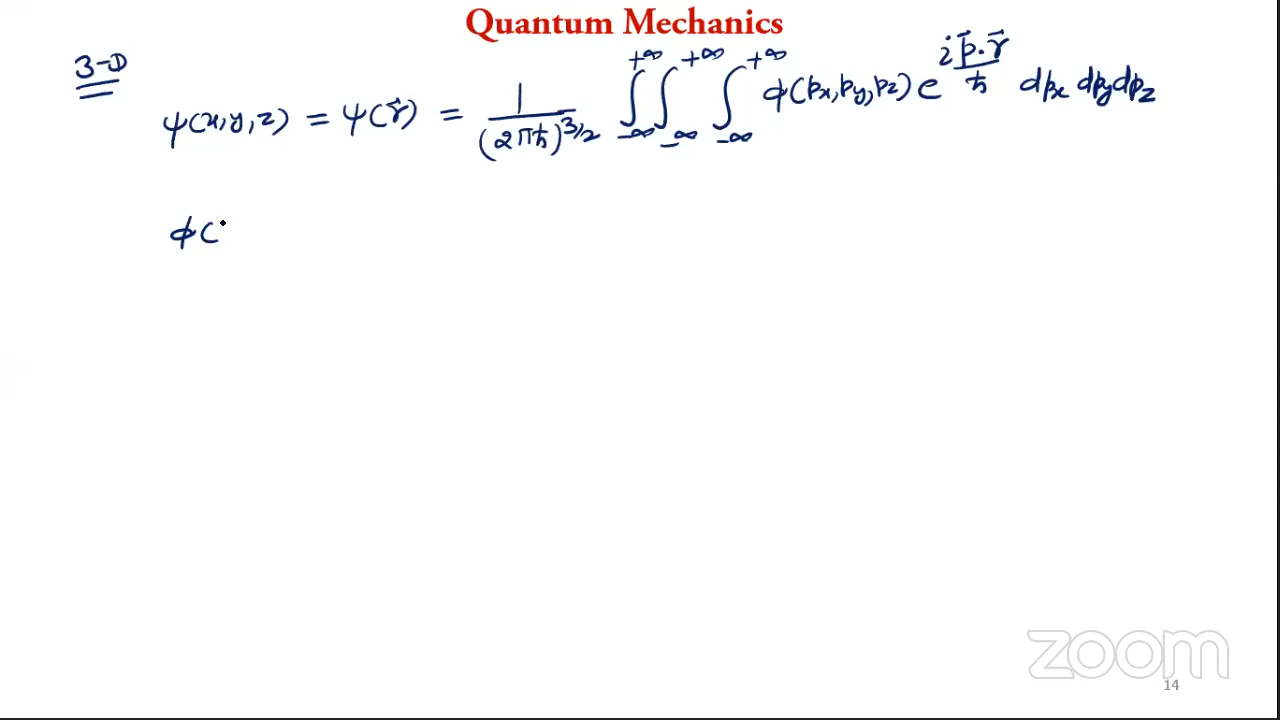 Quantum Mechanics
3-D
ψ(x,y,z) = ψ(r⃗) = 1/(2πħ)^3/2 ∫_-∞^+∞ ∫_-∞^+∞ ∫_-∞^+∞ ϕ(px,py,pz) e^(i p⃗.r⃗/ħ) dpx dpy dpz
ϕ(
zoom
14